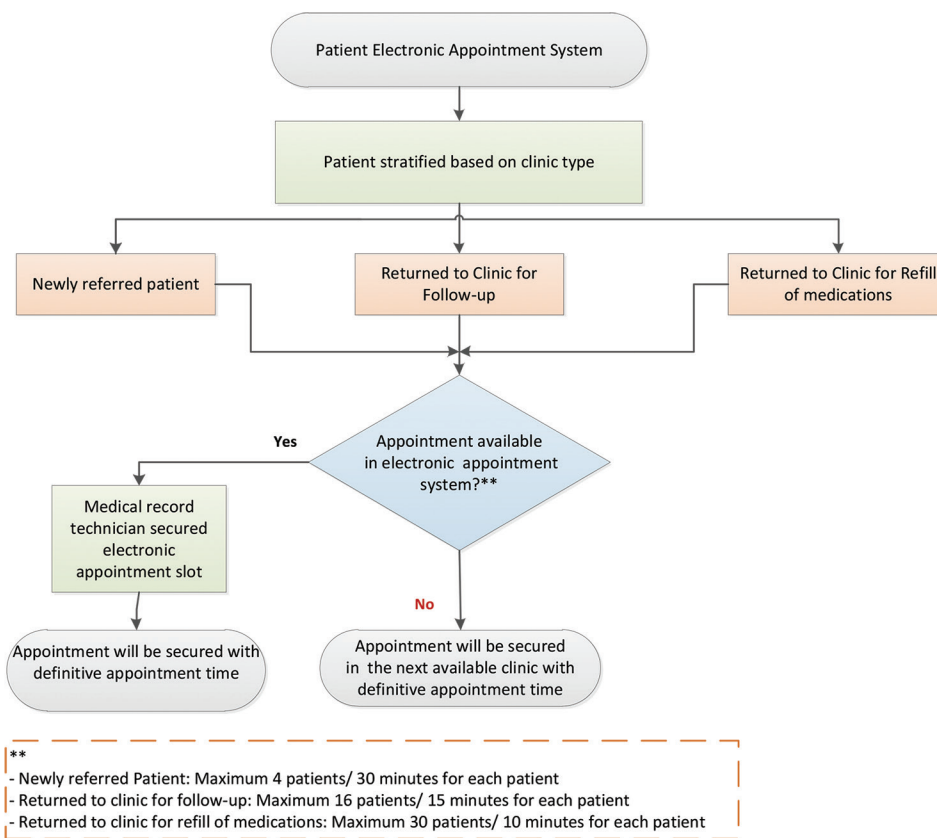 Patient Electronic Appointment System
Patient stratified based on clinic type
Newly referred patient
Returned to Clinic for
Follow-up
Returned to Clinic for Refill
of medications
Appointment available
in electronic appointment
system?**
Yes
Medical record
technician secured
electronic
appointment slot
No
Appointment will be secured with
definitive appointment time
Appointment will be secured
in the next available clinic with
definitive appointment time
**
- Newly referred Patient: Maximum 4 patients/ 30 minutes for each patient
- Returned to clinic for follow-up: Maximum 16 patients/ 15 minutes for each patient
- Returned to clinic for refill of medications: Maximum 30 patients/ 10 minutes for each patient